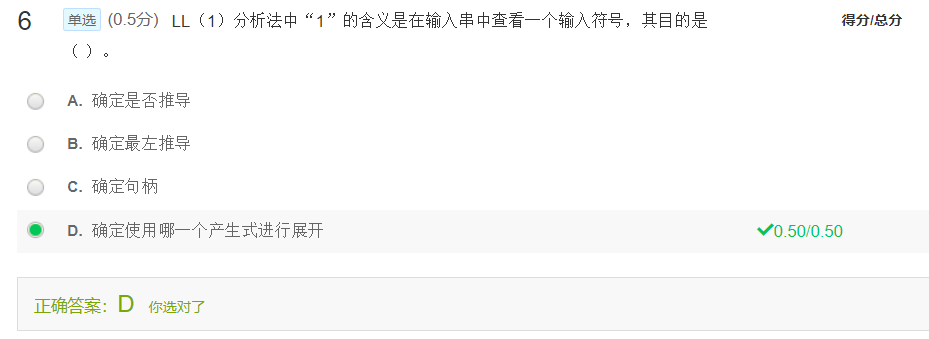 6 单选 (0.5分) LL（1）分析法中“1”的含义是在输入串中查看一个输入符号，其目的是 得分/总分
（ ）。
A. 确定是否推导
B. 确定最左推导
C. 确定句柄
D. 确定使用哪一个产生式进行展开 0.50/0.50
正确答案：D 你选对了